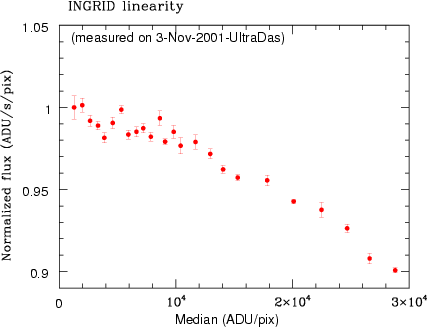 INGRID linearity
(measured on 3-Nov-2001-UltraDas)
Normalized flux (ADU/s/pix)
1.05
1
0.95
0.9
0
10⁴
2×10⁴
3×10⁴
Median (ADU/pix)